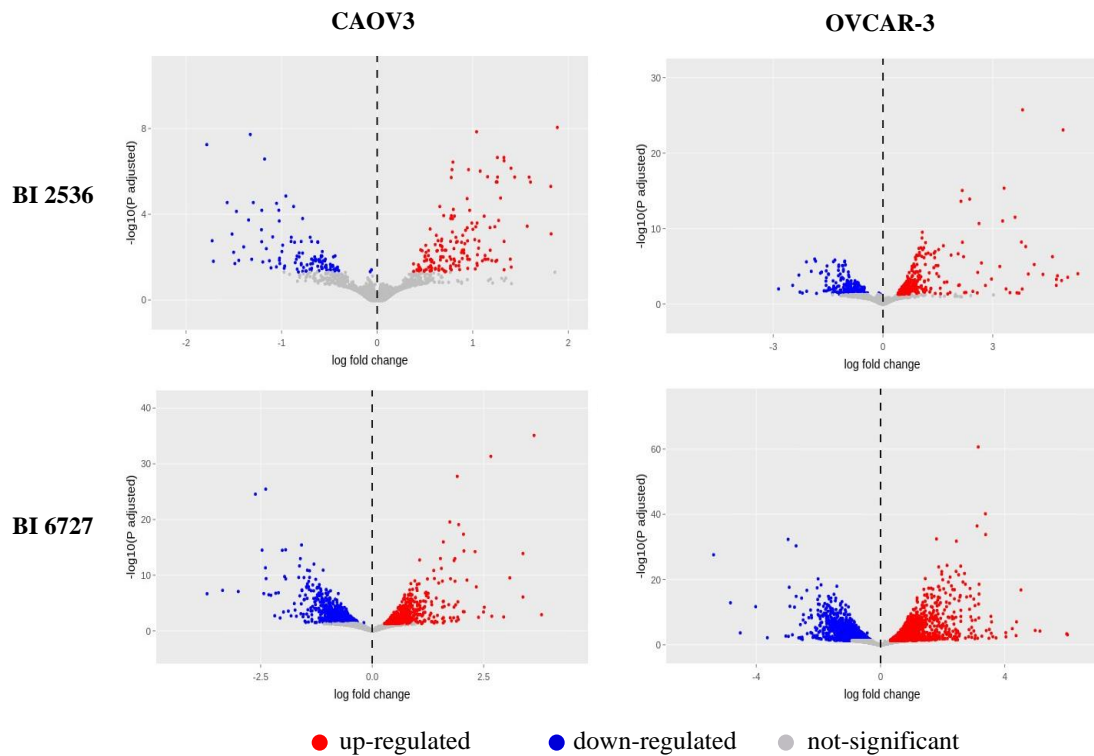 CAOV3
OVCAR-3
BI 2536
-log10(P adjusted)
8
4
0
-2
-1
0
1
2
log fold change
-log10(P adjusted)
30
20
10
0
-3
0
3
log fold change
BI 6727
-log10(P adjusted)
40
30
20
10
0
-2.5
0.0
2.5
log fold change
-log10(P adjusted)
60
40
20
0
-4
0
4
log fold change
up-regulated down-regulated not-significant